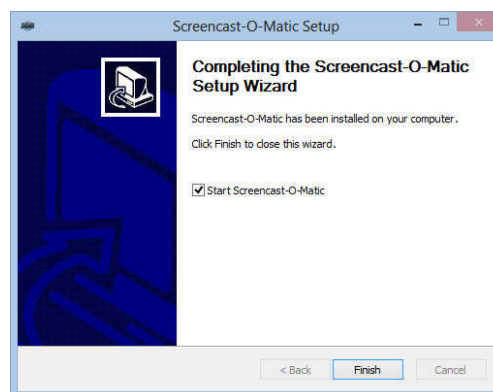 Screencast-O-Matic Setup
Completing the Screencast-O-Matic
Setup Wizard
Screencast-O-Matic has been installed on your computer.
Click Finish to close this wizard.
Start Screencast-O-Matic
< Back
Finish
Cancel